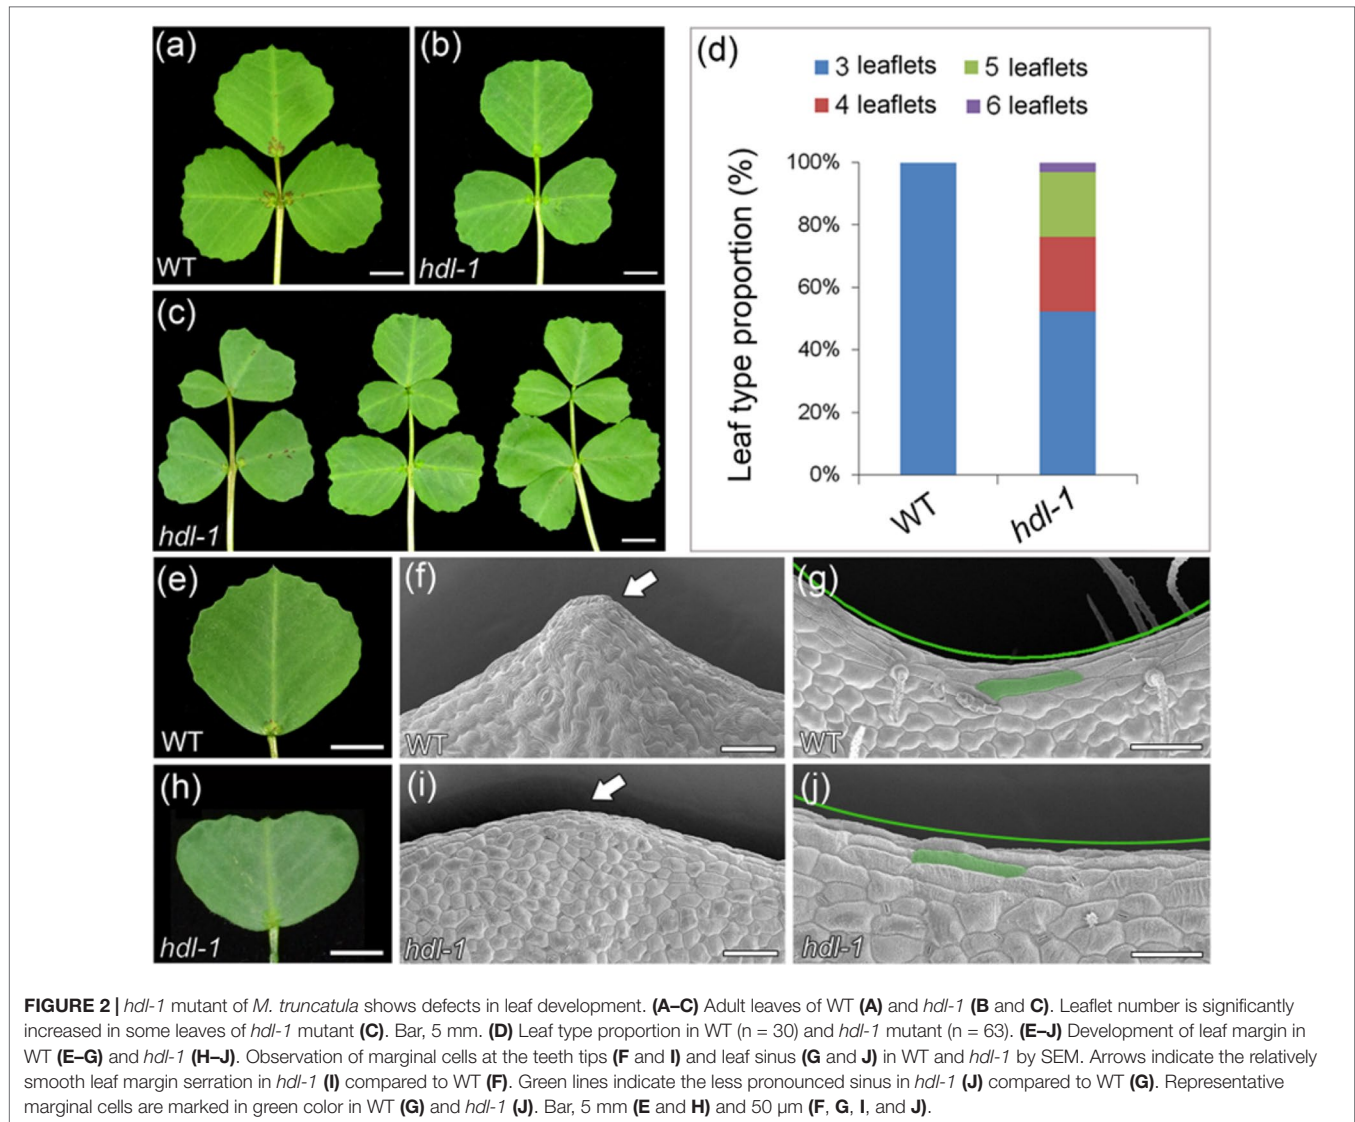 (a)
WT
(b)
hdl-1
(c)
hdl-1
(d)
3 leaflets
5 leaflets
4 leaflets
6 leaflets
Leaf type proportion (%)
100%
80%
60%
40%
20%
0%
WT
hdl-1
(e)
WT
(f)
WT
(g)
WT
(h)
hdl-1
(i)
hdl-1
(j)
hdl-1
FIGURE 2 | hdl-1 mutant of M. truncatula shows defects in leaf development. (A–C) Adult leaves of WT (A) and hdl-1 (B and C). Leaflet number is significantly
increased in some leaves of hdl-1 mutant (C). Bar, 5 mm. (D) Leaf type proportion in WT (n = 30) and hdl-1 mutant (n = 63). (E–J) Development of leaf margin in
WT (E–G) and hdl-1 (H–J). Observation of marginal cells at the teeth tips (F and I) and leaf sinus (G and J) in WT and hdl-1 by SEM. Arrows indicate the relatively
smooth leaf margin serration in hdl-1 (I) compared to WT (F). Green lines indicate the less pronounced sinus in hdl-1 (J) compared to WT (G). Representative
marginal cells are marked in green color in WT (G) and hdl-1 (J). Bar, 5 mm (E and H) and 50 µm (F, G, I, and J).